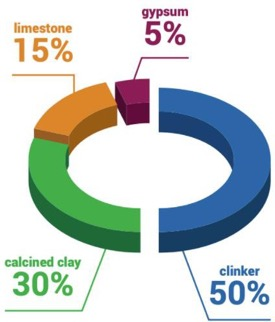 gypsum
5%
limestone
15%
calcined clay
30%
clinker
50%